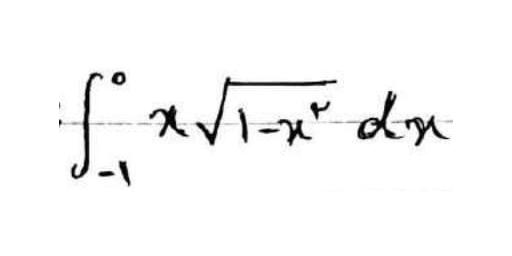 ∫₋₁⁰ x√(1-x²) dx